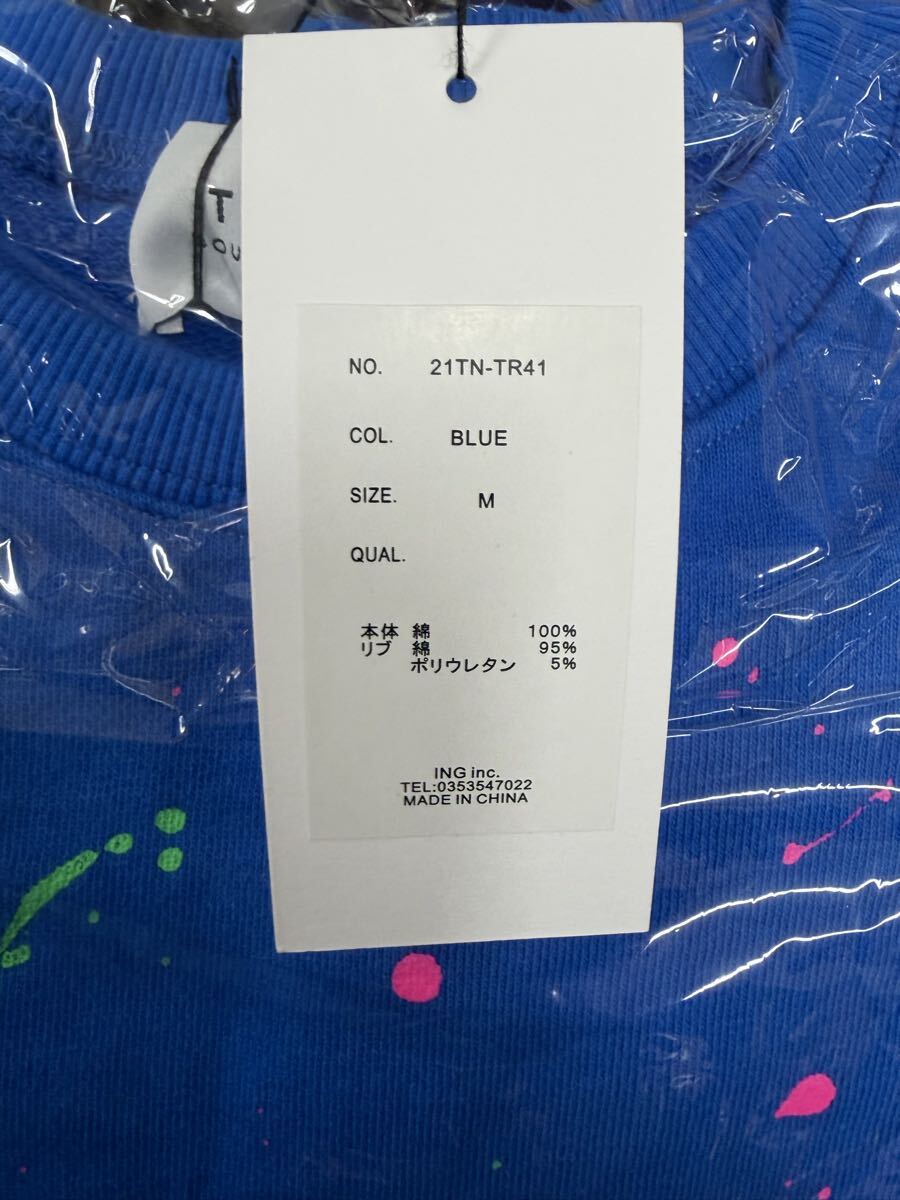 T
OU
NO. 21TN-TR41
COL. BLUE
SIZE. M
QUAL.
本体 綿 100%
リブ 綿 95%
ポリウレタン 5%
ING inc.
TEL:0353547022
MADE IN CHINA